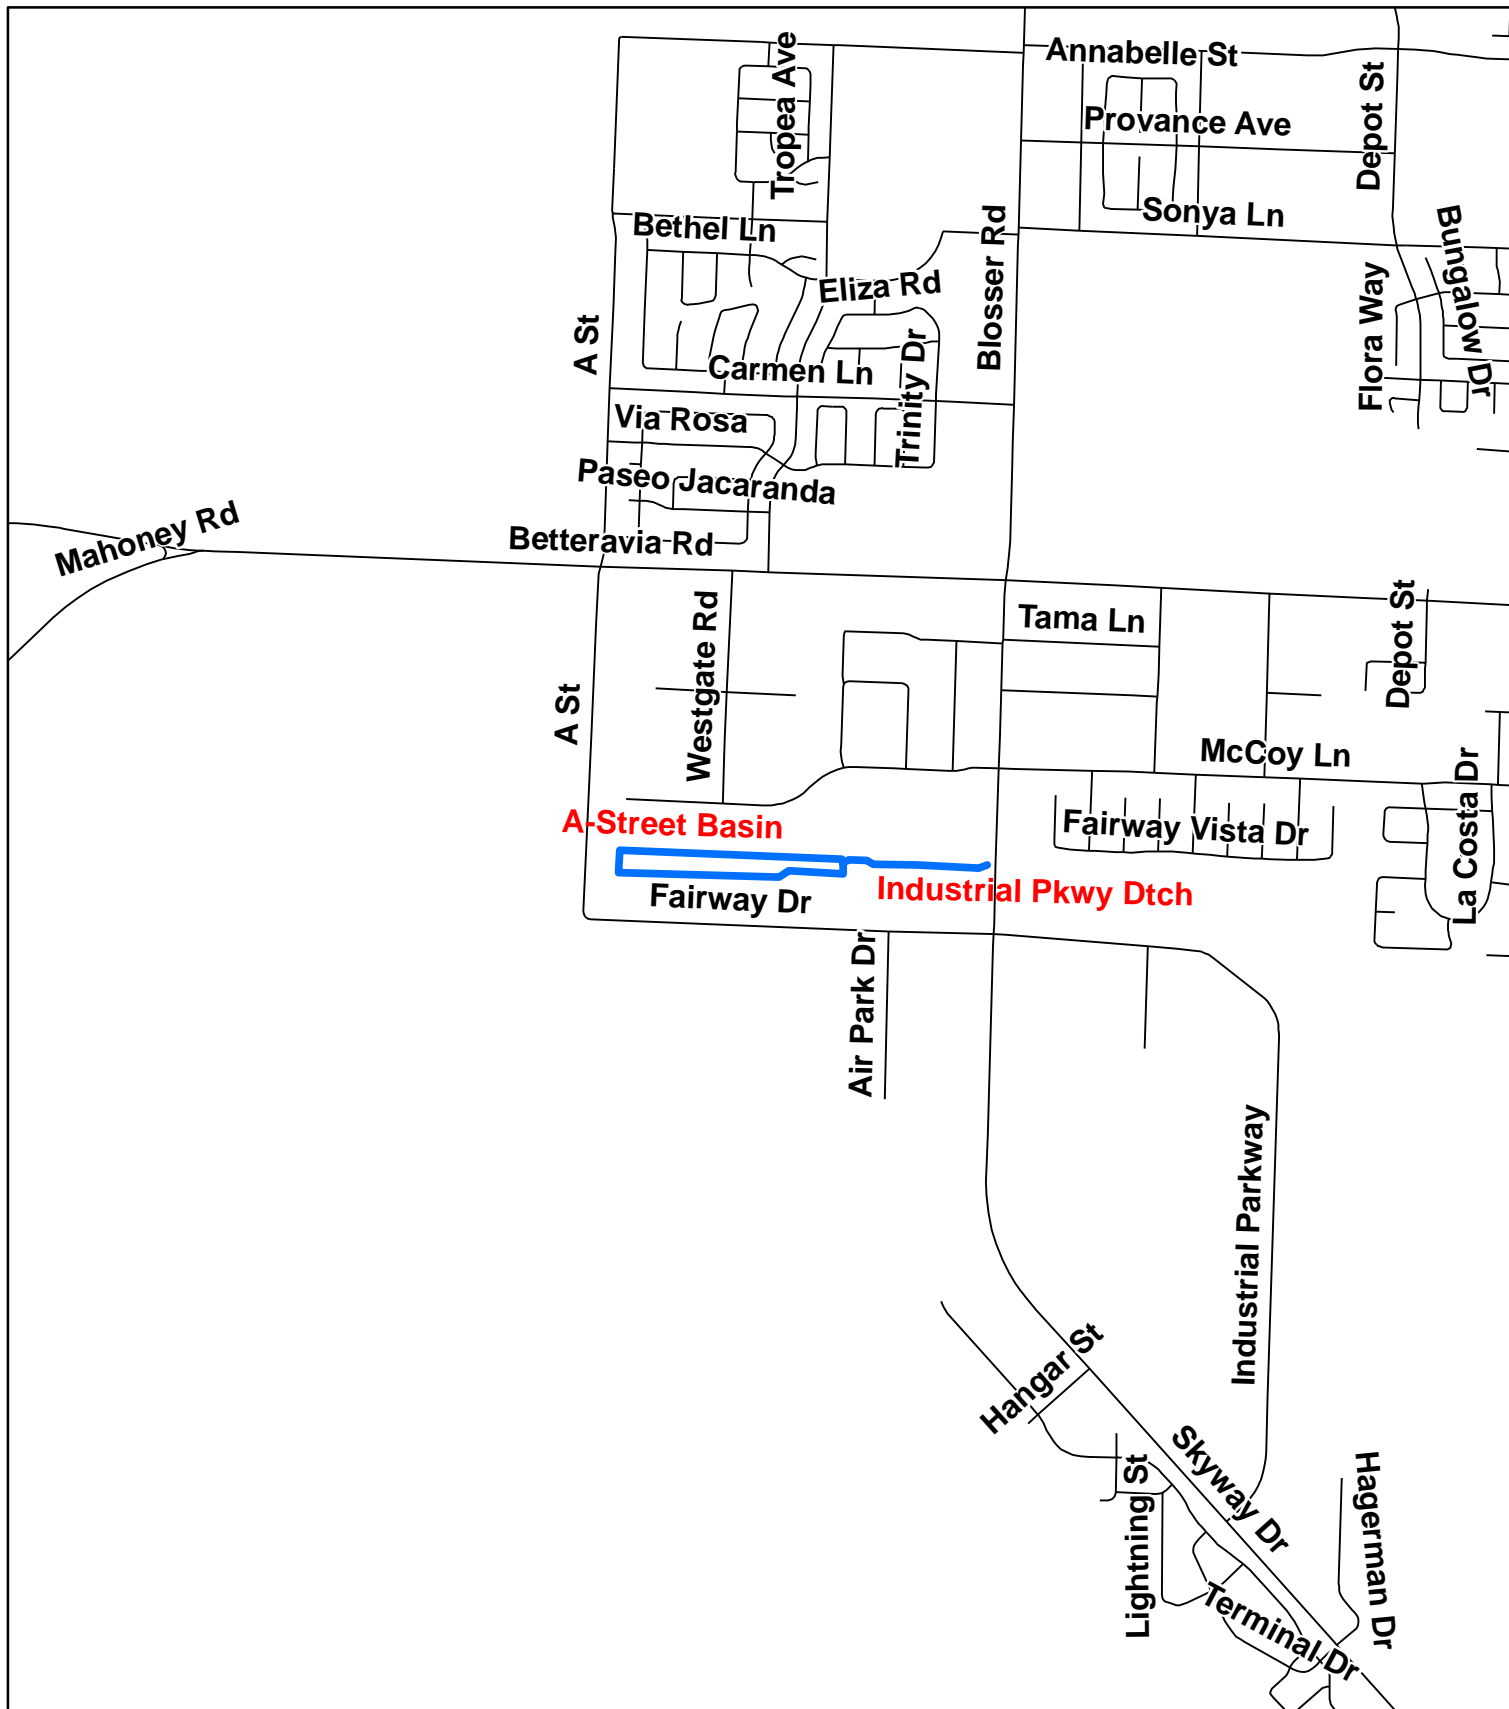 Annabelle St
Tropea Ave
Depot St
Provance Ave
Sonya Ln
Bethel Ln
Blosser Rd
Bungalow Dr
Eliza Rd
Flora Way
A St
Trinity Dr
Carmen Ln
Via Rosa
Paseo Jacaranda
Mahoney Rd
Betteravia Rd
Tama Ln
Depot St
Westgate Rd
A St
McCoy Ln
La Costa Dr
A-Street Basin
Fairway Vista Dr
Fairway Dr
Industrial Pkwy Dtch
Air Park Dr
Industrial Parkway
Hangar St
Skyway Dr
Hagerman Dr
Lightning St
Terminal Dr